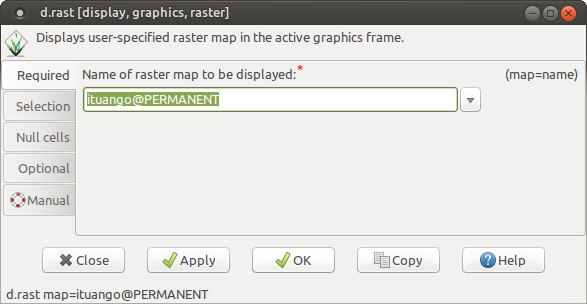 d.rast [display, graphics, raster]
Displays user-specified raster map in the active graphics frame.
Required
Selection
Null cells
Optional
Manual
Name of raster map to be displayed:*
(map=name)
ituango@PERMANENT
Close
Apply
OK
Copy
Help
d.rast map=ituango@PERMANENT